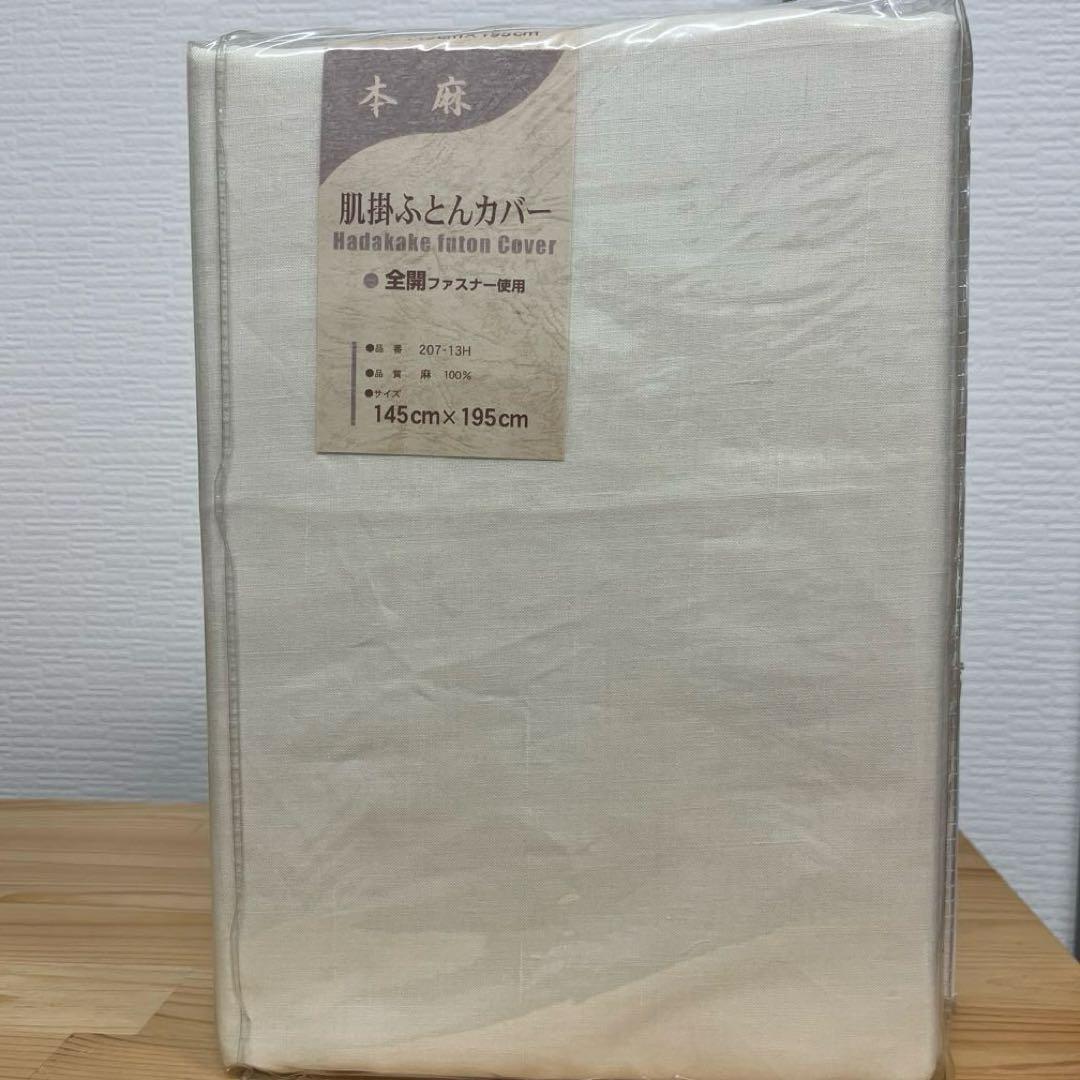 本麻
肌掛ふとんカバー
Hadakake futon Cover
全開ファスナー使用
●品 番 207-13H
●品 質 麻 100%
●サイズ
145cm×195cm